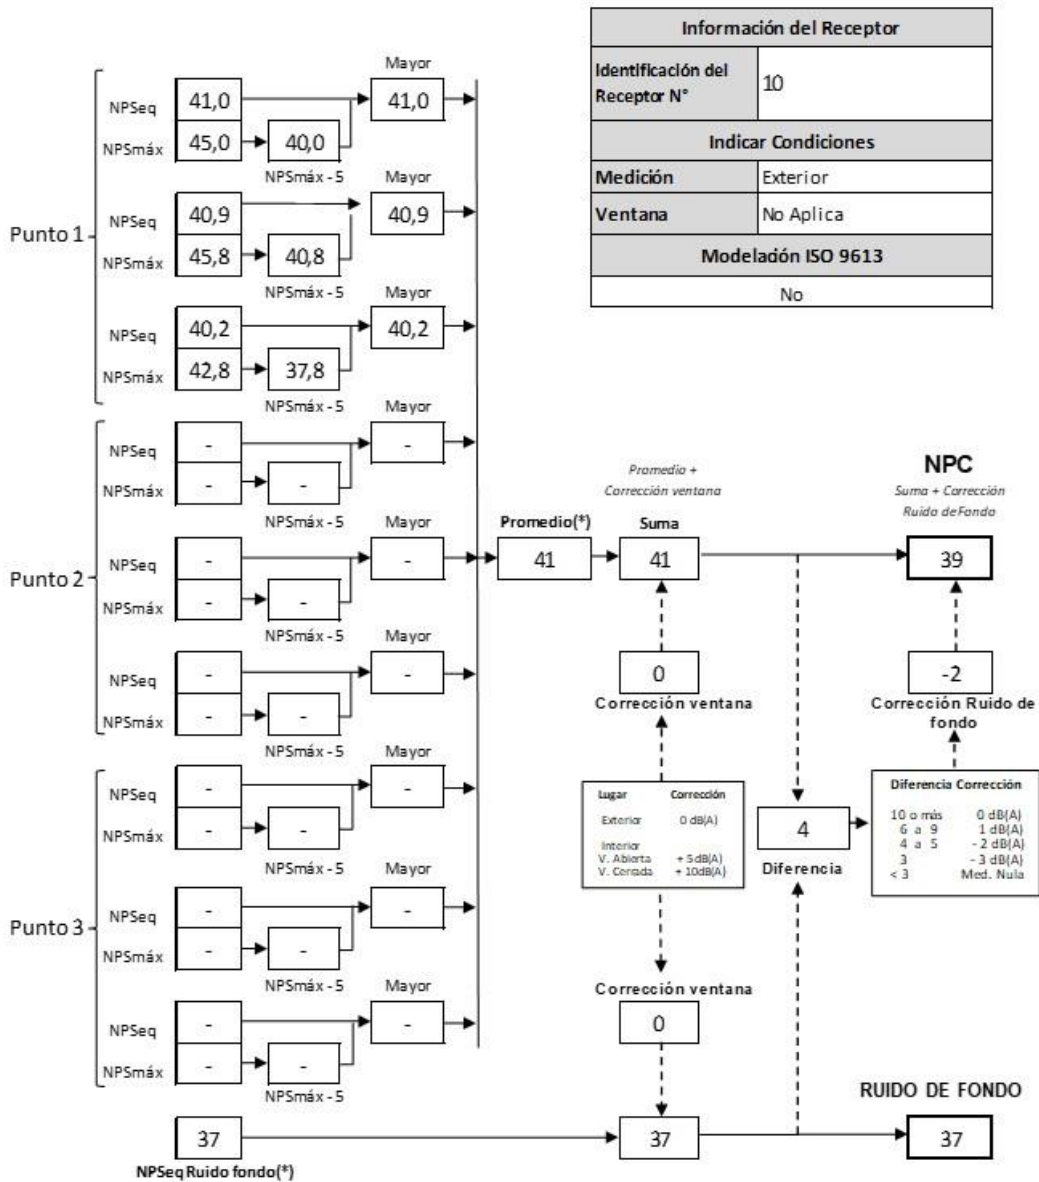 Información del Receptor
Identificación del Receptor N° 10
Indicar Condiciones
Medición Exterior
Ventana No Aplica
Modelación ISO 9613
No
Punto 1
Mayor
NPSeq 41,0 41,0
NPSmáx 45,0 40,0
NPSmáx - 5
Mayor
NPSeq 40,9 40,9
NPSmáx 45,8 40,8
NPSmáx - 5
Mayor
NPSeq 40,2 40,2
NPSmáx 42,8 37,8
NPSmáx - 5
Punto 2
Mayor
NPSeq - -
NPSmáx - -
NPSmáx - 5
Mayor
NPSeq - -
NPSmáx - -
NPSmáx - 5
Mayor
NPSeq - -
NPSmáx - -
NPSmáx - 5
Punto 3
Mayor
NPSeq - -
NPSmáx - -
NPSmáx - 5
Mayor
NPSeq - -
NPSmáx - -
NPSmáx - 5
Mayor
NPSeq - -
NPSmáx - -
NPSmáx - 5
Promedio(*)
41
Promedio +
Corrección ventana
Suma
41
NPC
Suma + Corrección
Ruido de Fondo
39
0
Corrección ventana
-2
Corrección Ruido de
fondo
Lugar Corrección
Exterior 0 dB(A)
Interior
V. Abierta + 5dB(A)
V. Cerrada + 10dB(A)
4
Diferencia
Diferencia Corrección
10 o más 0 dB(A)
6 a 9 1 dB(A)
4 a 5 - 2 dB(A)
3 - 3 dB(A)
< 3 Med. Nula
Corrección ventana
0
RUIDO DE FONDO
37 37 37
NPSeq Ruido fondo(*)